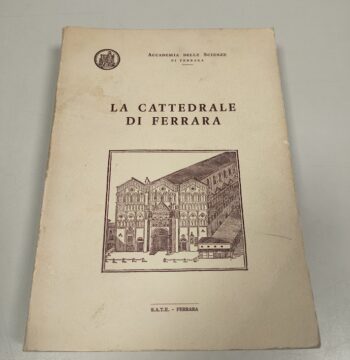 ACCADEMIA DELLE SCIENZE
DI FERRARA
LA CATTEDRALE
DI FERRARA
S.A.T.E. - FERRARA